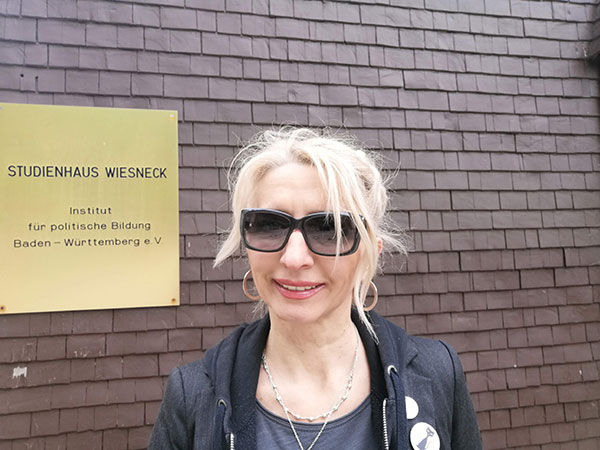 STUDIENHAUS WIESNECK
Institut
für politische Bildung
Baden – Württemberg e.V.